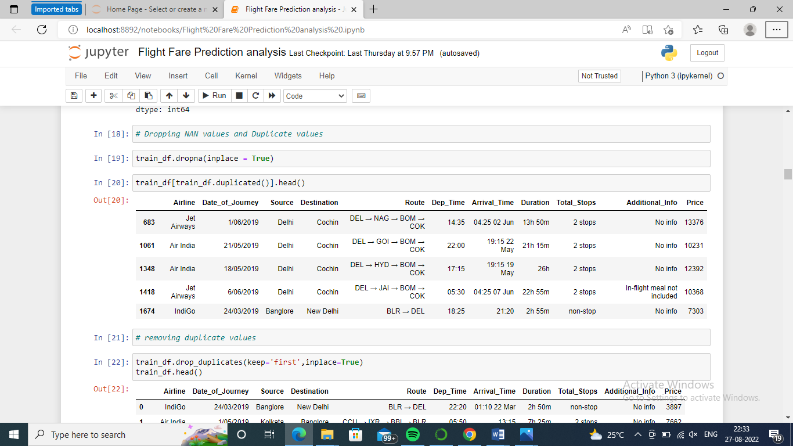 Imported tabs
Home Page - Select or create a n
Flight Fare Prediction analysis - J
localhost:8892/notebooks/Flight%20Fare%20Prediction%20analysis%20.ipynb
jupyter Flight Fare Prediction analysis Last Checkpoint: Last Thursday at 9:57 PM (autosaved)
Logout
File Edit View Insert Cell Kernel Widgets Help
Not Trusted
Python 3 (ipykernel)
Run
Code
dtype: int64
In [18]: # Dropping NAN values and Duplicate values
In [19]: train_df.dropna(inplace = True)
In [20]: train_df[train_df.duplicated()].head()
Out[20]:
Airline Date_of_Journey Source Destination Route Dep_Time Arrival_Time Duration Total_Stops Additional_Info Price
683 Jet Airways 1/06/2019 Delhi Cochin DEL → NAG → BOM → COK 14:35 04:25 02 Jun 13h 50m 2 stops No info 13376
1061 Air India 21/05/2019 Delhi Cochin DEL → GOI → BOM → COK 22:00 19:15 22 May 21h 15m 2 stops No info 10231
1348 Air India 18/05/2019 Delhi Cochin DEL → HYD → BOM → COK 17:15 19:15 19 May 26h 2 stops No info 12392
1418 Jet Airways 6/06/2019 Delhi Cochin DEL → JAI → BOM → COK 05:30 04:25 07 Jun 22h 55m 2 stops In-flight meal not included 10368
1674 IndiGo 24/03/2019 Banglore New Delhi BLR → DEL 18:25 21:20 2h 55m non-stop No info 7303
In [21]: # removing duplicate values
In [22]: train_df.drop_duplicates(keep='first',inplace=True)
train_df.head()
Out[22]:
Airline Date_of_Journey Source Destination Route Dep_Time Arrival_Time Duration Total_Stops Additional_Info Price
0 IndiGo 24/03/2019 Banglore New Delhi BLR → DEL 22:20 01:10 22 Mar 2h 50m non-stop No info 3897
1 Air India 1/05/2019 Kolkata Banglore CCU → IXR → BBI → BLR 05:50 13:15 7h 25m 2 stops No info 7662
Activate Windows
Go to Settings to activate Windows.
Type here to search
99+
25°C
ENG
22:33
27-08-2022
19